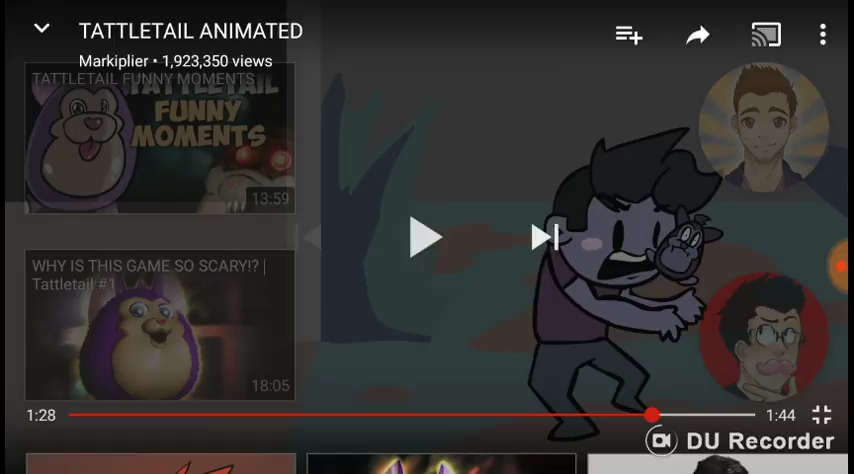 TATTLETAIL ANIMATED
Markiplier • 1,923,350 views
TATTLETAIL FUNNY MOMENTS
TATTLETAIL
FUNNY
MOMENTS
13:59
WHY IS THIS GAME SO SCARY!? |
Tattletail #1
18:05
1:28
1:44
DU Recorder